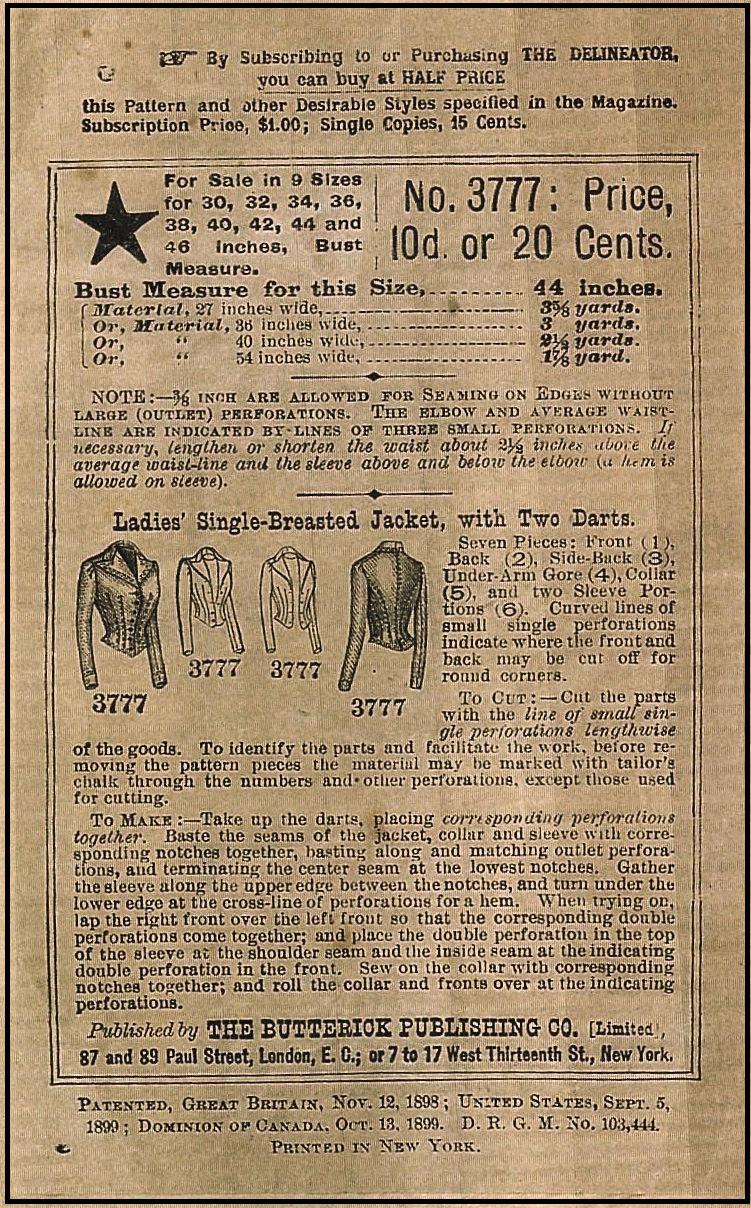 ☞ By Subscribing to or Purchasing THE DELINEATOR,
you can buy at HALF PRICE
this Pattern and other Desirable Styles specified in the Magazine.
Subscription Price, $1.00; Single Copies, 15 Cents.
For Sale in 9 Sizes
for 30, 32, 34, 36,
38, 40, 42, 44 and
46 Inches, Bust
Measure.
No. 3777: Price,
10d. or 20 Cents.
Bust Measure for this Size, 44 inches.
Material, 27 inches wide, 3⅝ yards.
Or, Material, 36 inches wide, 3 yards.
Or, “ 40 inches wide, 2½ yards.
Or, “ 54 inches wide, 1⅞ yard.
NOTE:—⅜ INCH ARE ALLOWED FOR SEAMING ON EDGES WITHOUT
LARGE (OUTLET) PERFORATIONS. THE ELBOW AND AVERAGE WAIST-
LINE ARE INDICATED BY LINES OF THREE SMALL PERFORATIONS. If
necessary, lengthen or shorten the waist about 2½ inches above the
average waist-line and the sleeve above and below the elbow (a hem is
allowed on sleeve).
Ladies' Single-Breasted Jacket, with Two Darts.
3777
3777
3777
3777
Seven Pieces: Front (1),
Back (2), Side-Back (3),
Under-Arm Gore (4), Collar
(5), and two Sleeve Por-
tions (6). Curved lines of
small single perforations
indicate where the front and
back may be cut off for
round corners.
TO CUT:—Cut the parts
with the line of small sin-
gle perforations lengthwise
of the goods. To identify the parts and facilitate the work, before re-
moving the pattern pieces the material may be marked with tailor's
chalk through the numbers and other perforations, except those used
for cutting.
TO MAKE:—Take up the darts, placing corresponding perforations
together. Baste the seams of the jacket, collar and sleeve with corre-
sponding notches together, basting along and matching outlet perfora-
tions, and terminating the center seam at the lowest notches. Gather
the sleeve along the upper edge between the notches, and turn under the
lower edge at the cross-line of perforations for a hem. When trying on,
lap the right front over the left front so that the corresponding double
perforations come together; and place the double perforation in the top
of the sleeve at the shoulder seam and the inside seam at the indicating
double perforation in the front. Sew on the collar with corresponding
notches together; and roll the collar and fronts over at the indicating
perforations.
Published by THE BUTTERICK PUBLISHING CO. [Limited],
87 and 89 Paul Street, London, E. C.; or 7 to 17 West Thirteenth St., New York.
PATENTED, GREAT BRITAIN, NOV. 12, 1898; UNITED STATES, SEPT. 5,
1899; DOMINION OF CANADA, OCT. 13, 1899. D. R. G. M. NO. 103,444.
PRINTED IN NEW YORK.